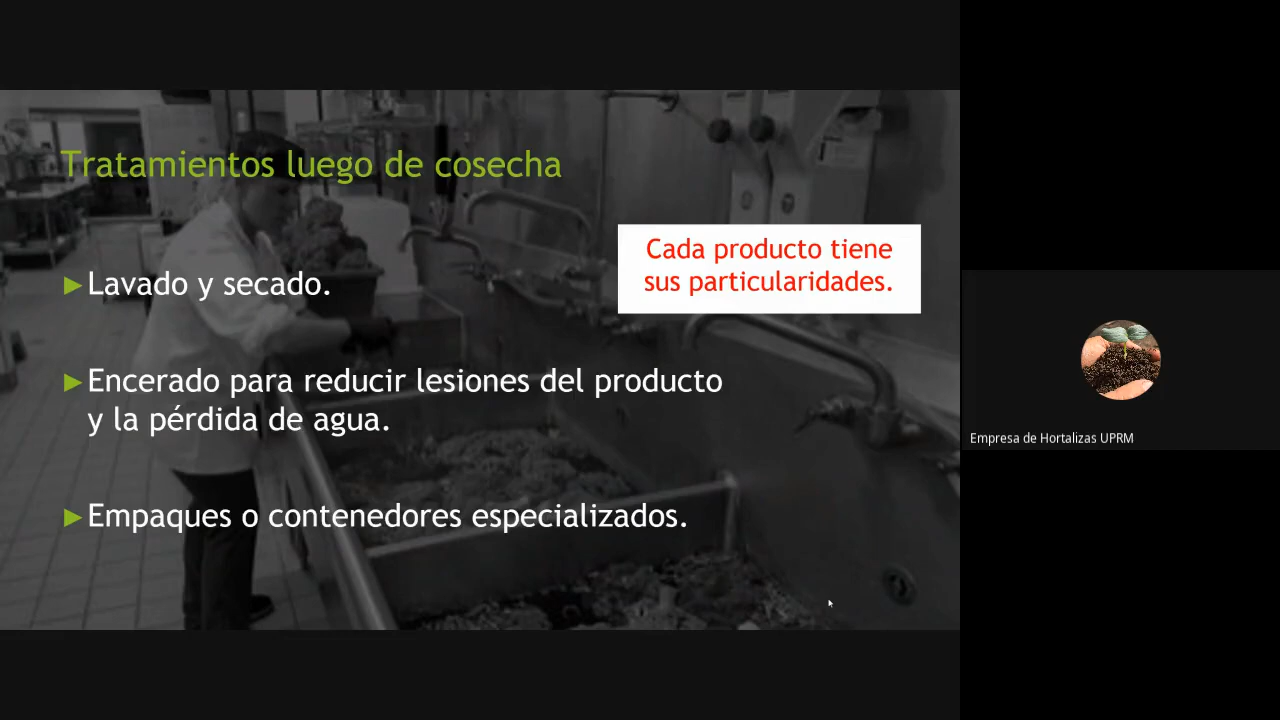 Tratamientos luego de cosecha
Cada producto tiene
sus particularidades.
►Lavado y secado.
►Encerado para reducir lesiones del producto
y la pérdida de agua.
►Empaques o contenedores especializados.
Empresa de Hortalizas UPRM